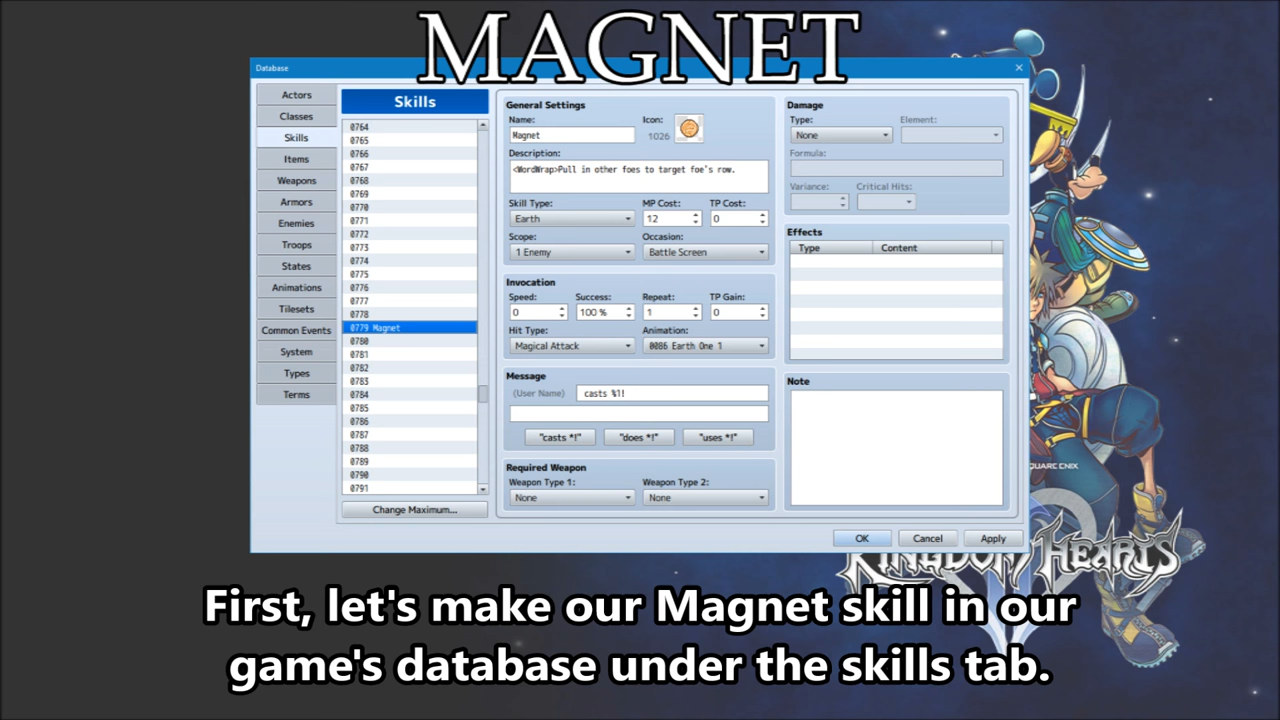 MAGNET
Database
Actors
Classes
Skills
Items
Weapons
Armors
Enemies
Troops
States
Animations
Tilesets
Common Events
System
Types
Terms
Skills
0764
0765
0766
0767
0768
0769
0770
0771
0772
0773
0774
0775
0776
0777
0778
0779 Magnet
0780
0781
0782
0783
0784
0785
0786
0787
0788
0789
0790
0791
Change Maximum...
General Settings
Name: Icon:
Magnet 1026
Description:
<WordWrap>Pull in other foes to target foe's row.
Skill Type: MP Cost: TP Cost:
Earth 12 0
Scope: Occasion:
1 Enemy Battle Screen
Invocation
Speed: Success: Repeat: TP Gain:
0 100 % 1 0
Hit Type: Animation:
Magical Attack 0086 Earth One 1
Message
(User Name) casts %1!
"casts *!" "does *!" "uses *!"
Required Weapon
Weapon Type 1: Weapon Type 2:
None None
Damage
Type: Element:
None
Formula:
Variance: Critical Hits:
Effects
Type Content
Note
OK Cancel Apply
SQUARE ENIX
KINGDOM HEARTS
First, let's make our Magnet skill in our
game's database under the skills tab.